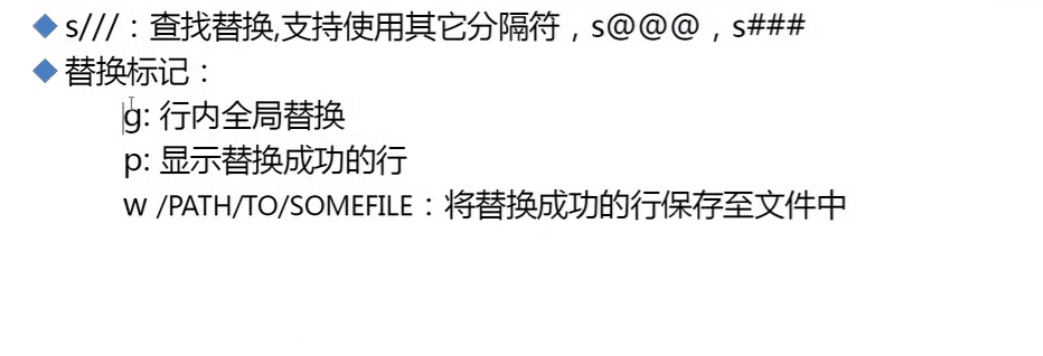 ◆ s///：查找替换,支持使用其它分隔符，s@@@，s###
◆ 替换标记：
g: 行内全局替换
p: 显示替换成功的行
w /PATH/TO/SOMEFILE：将替换成功的行保存至文件中